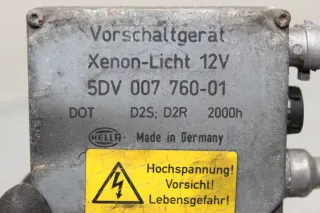 Vorschaltgerät
Xenon-Licht 12V
5DV 007 760-01
DOT D2S; D2R 2000h
HELLA Made in Germany
Hochspannung!
Vorsicht!
Lebensgefahr!